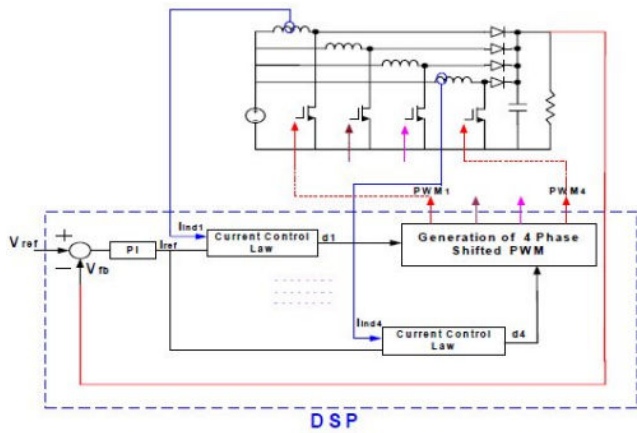 PWM1
PWM4
Iind1
Current Control
Law
d1
Generation of 4 Phase
Shifted PWM
Vref
+
PI
Iref
−
Vfb
Iind4
Current Control
Law
d4
DSP